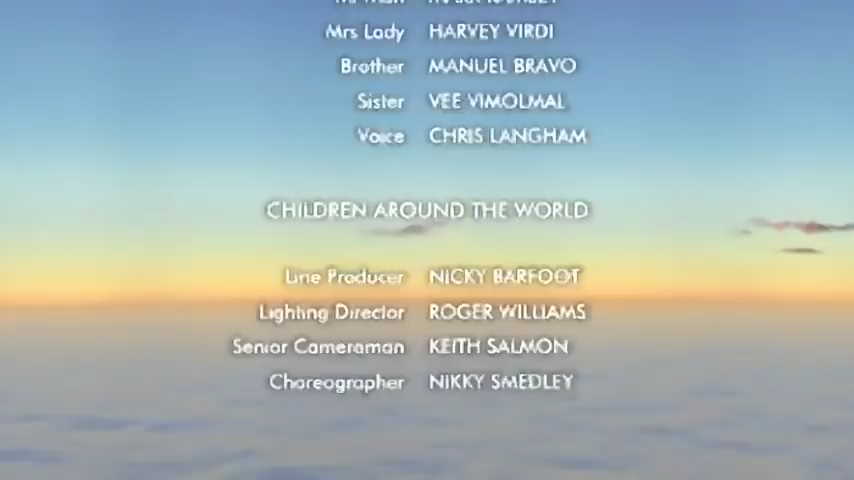 Mrs Lady HARVEY VIRDI
Brother MANUEL BRAVO
Sister VEE VIMOLMAL
Voice CHRIS LANGHAM
CHILDREN AROUND THE WORLD
Line Producer NICKY BARFOOT
Lighting Director ROGER WILLIAMS
Senior Cameraman KEITH SALMON
Choreographer NIKKY SMEDLEY